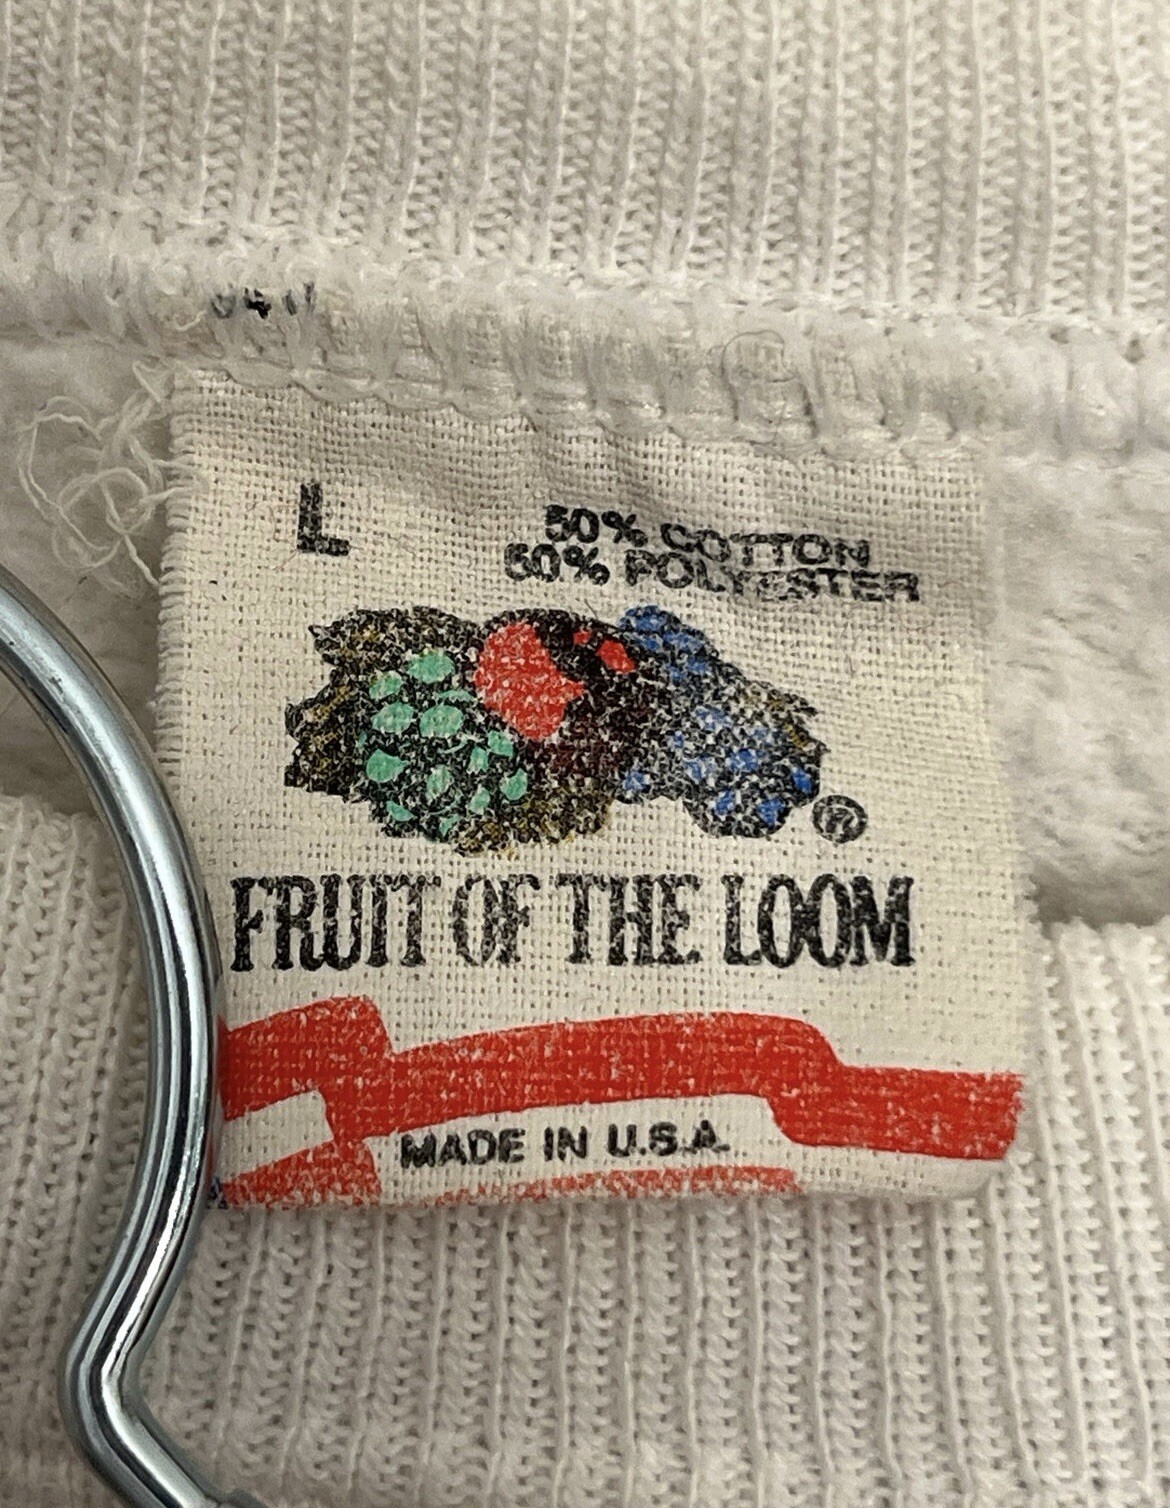 L
50% COTTON
50% POLYESTER
®
FRUIT OF THE LOOM
MADE IN U.S.A.